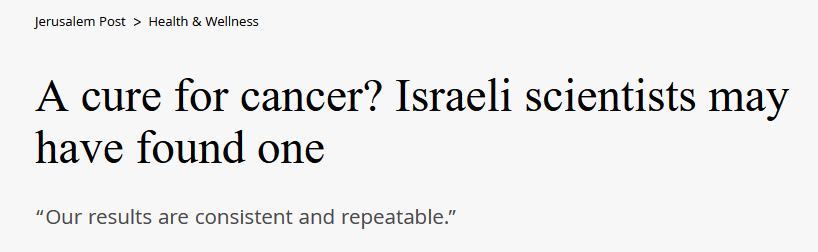 Jerusalem Post > Health & Wellness
A cure for cancer? Israeli scientists may
have found one
“Our results are consistent and repeatable.”